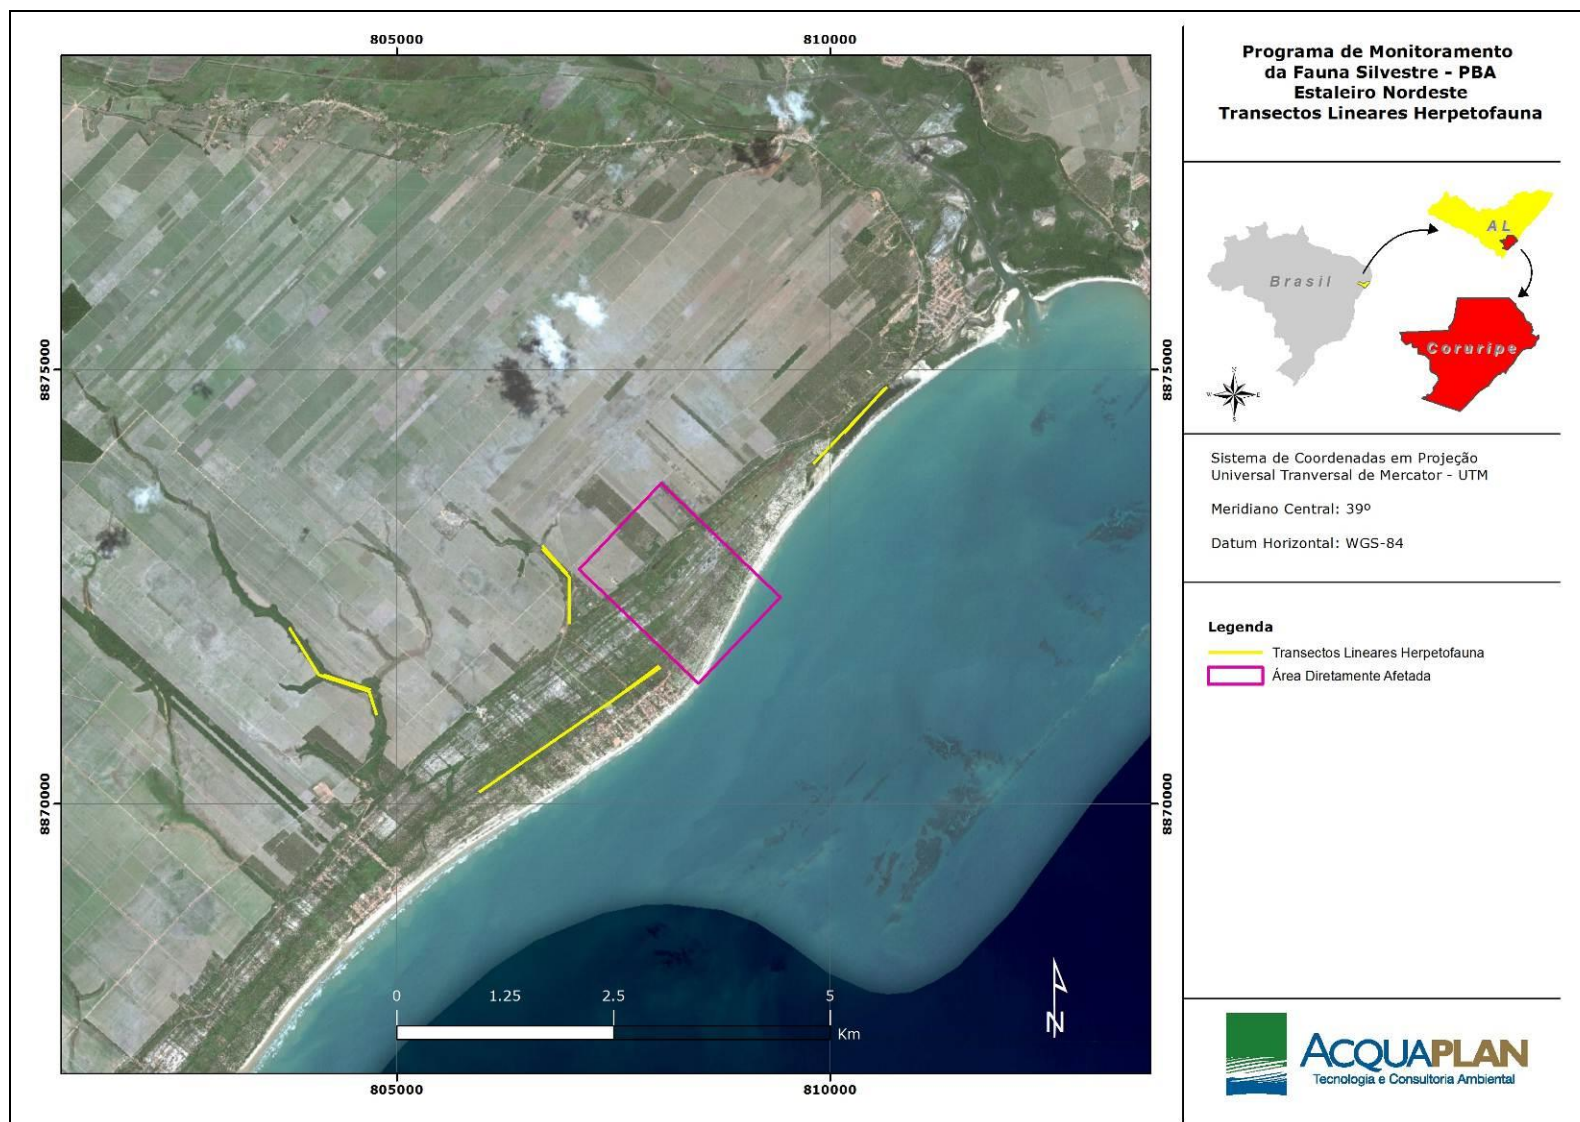 805000
810000
8875000
8875000
8870000
8870000
0
1.25
2.5
5
Km
N
805000
810000
Programa de Monitoramento
da Fauna Silvestre - PBA
Estaleiro Nordeste
Transectos Lineares Herpetofauna
Brasil
AL
Coruripe
Sistema de Coordenadas em Projeção
Universal Tranversal de Mercator - UTM
Meridiano Central: 39º
Datum Horizontal: WGS-84
Legenda
Transectos Lineares Herpetofauna
Área Diretamente Afetada
ACQUAPLAN
Tecnologia e Consultoria Ambiental